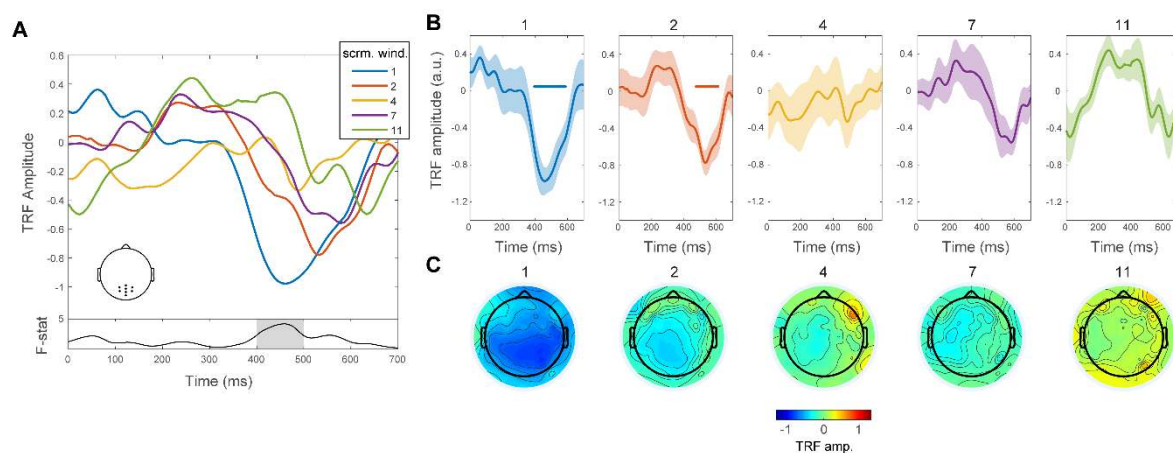 A
scrm. wind.
1
2
4
7
11
TRF Amplitude
0.8
0.6
0.4
0.2
0
-0.2
-0.4
-0.6
-0.8
-1
F-stat
5
0 100 200 300 400 500 600 700
Time (ms)
B
1 2 4 7 11
TRF amplitude (a.u.)
0.4 0.4 0.4 0.4 0.4
0 0 0 0 0
-0.4 -0.4 -0.4 -0.4 -0.4
-0.8 -0.8 -0.8 -0.8 -0.8
-1.2 -1.2 -1.2 -1.2 -1.2
0 200 400 600 0 200 400 600 0 200 400 600 0 200 400 600 0 200 400 600
Time (ms) Time (ms) Time (ms) Time (ms) Time (ms)
C
1 2 4 7 11
-1 0 1
TRF amp.